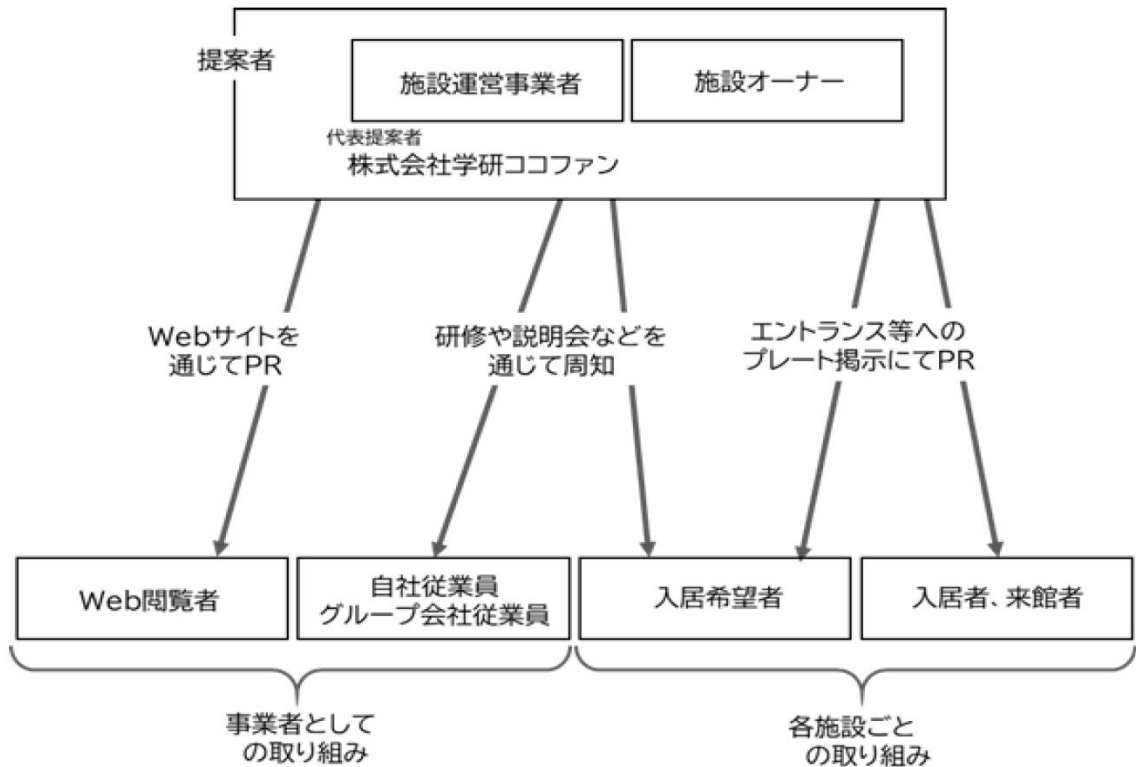 提案者
施設運営事業者
施設オーナー
代表提案者
株式会社学研ココファン
Webサイトを
通じてPR
研修や説明会などを
通じて周知
エントランス等への
プレート掲示にてPR
Web閲覧者
自社従業員
グループ会社従業員
入居希望者
入居者、来館者
事業者として
の取り組み
各施設ごと
の取り組み